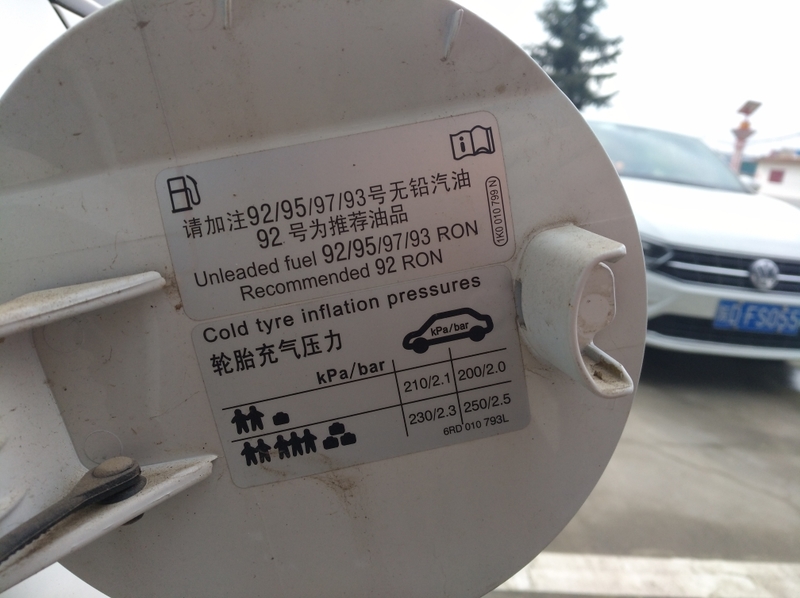 请加注92/95/97/93号无铅汽油
92 号为推荐油品
Unleaded fuel 92/95/97/93 RON
Recommended 92 RON
1K0 010 799 N
Cold tyre inflation pressures
轮胎充气压力
kPa/bar
kPa/bar
210/2.1 200/2.0
230/2.3 250/2.5
6RD 010 793L